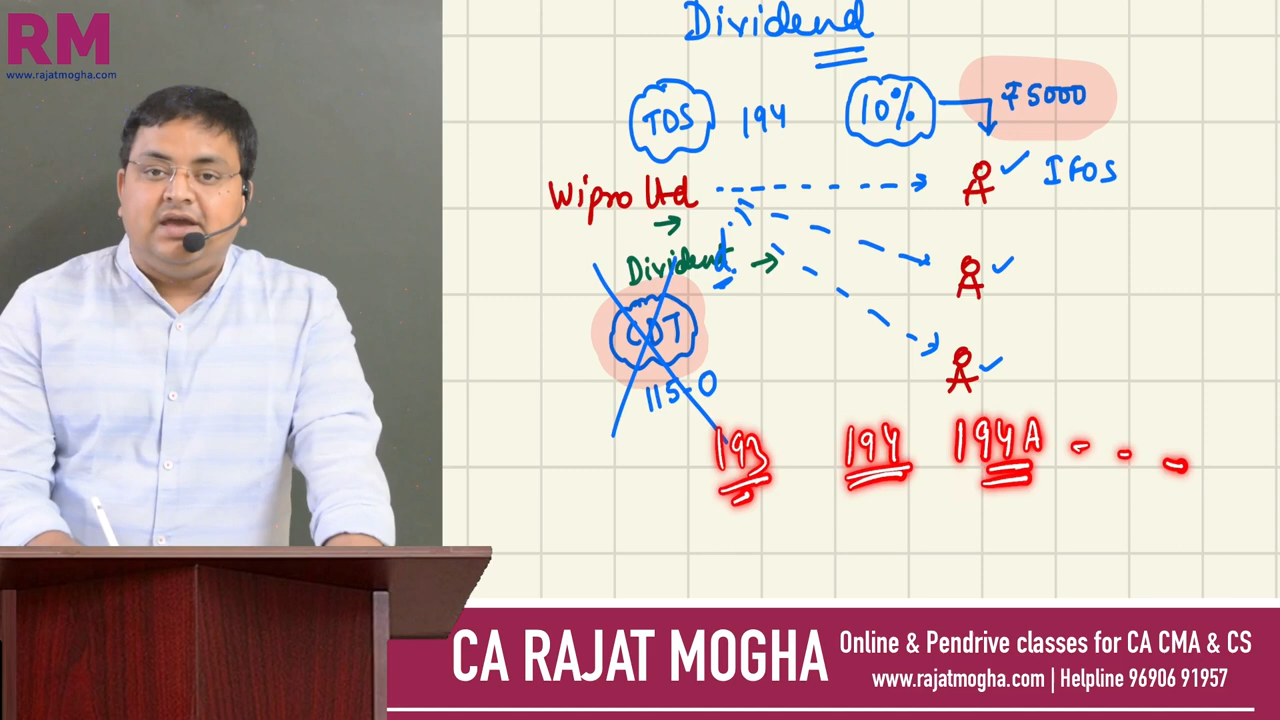 RM
www.rajatmogha.com
Dividend
TDS 194 10% ₹5000
Wipro Ltd IFOS
Dividend
CDT
115-O
193 194 194A - - -
CA RAJAT MOGHA
Online & Pendrive classes for CA CMA & CS
www.rajatmogha.com | Helpline 96906 91957